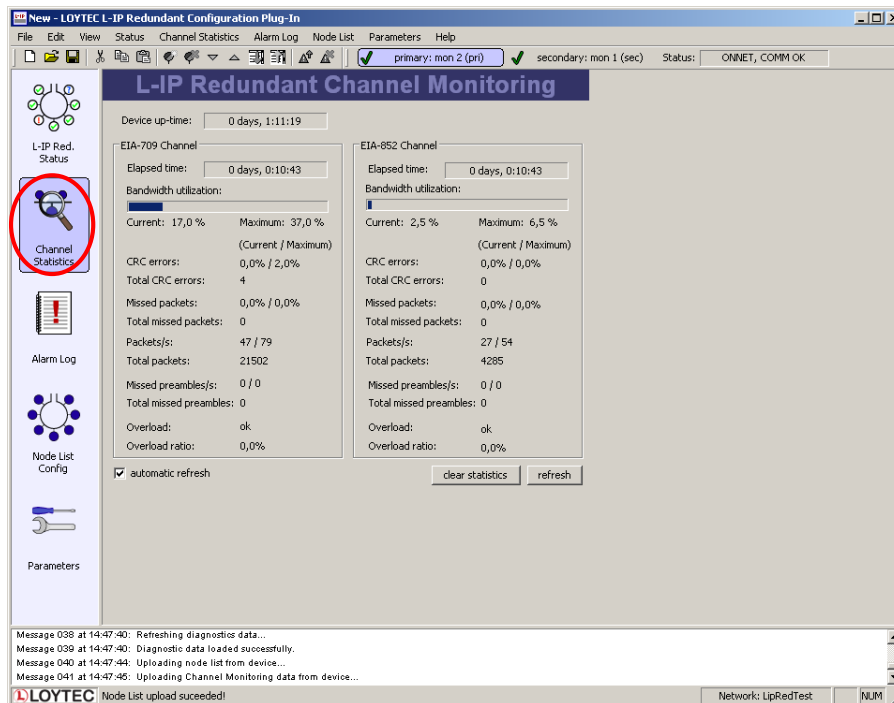 New - LOYTEC L-IP Redundant Configuration Plug-In
File Edit View Status Channel Statistics Alarm Log Node List Parameters Help
primary: mon 2 (pri) secondary: mon 1 (sec) Status: ONNET, COMM OK
L-IP Red. Status
Channel Statistics
Alarm Log
Node List Config
Parameters
L-IP Redundant Channel Monitoring
Device up-time: 0 days, 1:11:19
EIA-709 Channel
Elapsed time: 0 days, 0:10:43
Bandwidth utilization:
Current: 17,0 % Maximum: 37,0 %
(Current / Maximum)
CRC errors: 0,0% / 2,0%
Total CRC errors: 4
Missed packets: 0,0% / 0,0%
Total missed packets: 0
Packets/s: 47 / 79
Total packets: 21502
Missed preambles/s: 0 / 0
Total missed preambles: 0
Overload: ok
Overload ratio: 0,0%
EIA-852 Channel
Elapsed time: 0 days, 0:10:43
Bandwidth utilization:
Current: 2,5 % Maximum: 6,5 %
(Current / Maximum)
CRC errors: 0,0% / 0,0%
Total CRC errors: 0
Missed packets: 0,0% / 0,0%
Total missed packets: 0
Packets/s: 27 / 54
Total packets: 4285
Missed preambles/s: 0 / 0
Total missed preambles: 0
Overload: ok
Overload ratio: 0,0%
automatic refresh
clear statistics refresh
Message 038 at 14:47:40: Refreshing diagnostics data...
Message 039 at 14:47:40: Diagnostic data loaded successfully.
Message 040 at 14:47:44: Uploading node list from device...
Message 041 at 14:47:45: Uploading Channel Monitoring data from device...
LOYTEC Node List upload suceeded! Network: LipRedTest NUM